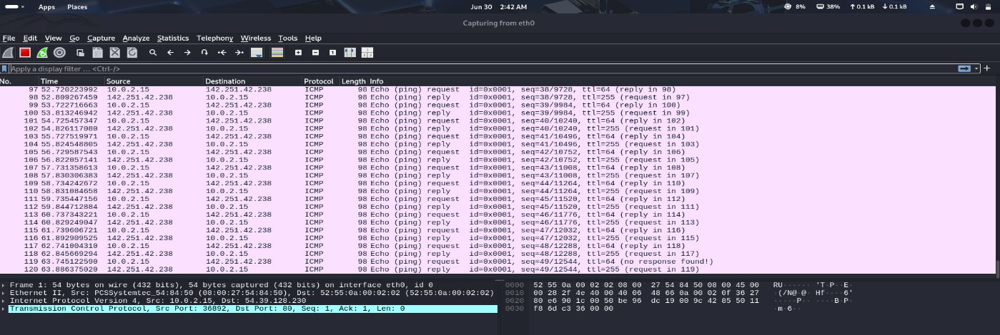 Apps Places Jun 30 2:42 AM 8% 38% ↑ 0.1 kB ↓ 0.1 kB
Capturing from eth0
File Edit View Go Capture Analyze Statistics Telephony Wireless Tools Help
Apply a display filter … <Ctrl-/>
No. Time Source Destination Protocol Length Info
97 52.720223992 10.0.2.15 142.251.42.238 ICMP 98 Echo (ping) request id=0x0001, seq=38/9728, ttl=64 (reply in 98)
98 52.809267459 142.251.42.238 10.0.2.15 ICMP 98 Echo (ping) reply id=0x0001, seq=38/9728, ttl=255 (request in 97)
99 53.722716663 10.0.2.15 142.251.42.238 ICMP 98 Echo (ping) request id=0x0001, seq=39/9984, ttl=64 (reply in 100)
100 53.813246942 142.251.42.238 10.0.2.15 ICMP 98 Echo (ping) reply id=0x0001, seq=39/9984, ttl=255 (request in 99)
101 54.725457347 10.0.2.15 142.251.42.238 ICMP 98 Echo (ping) request id=0x0001, seq=40/10240, ttl=64 (reply in 102)
102 54.826117080 142.251.42.238 10.0.2.15 ICMP 98 Echo (ping) reply id=0x0001, seq=40/10240, ttl=255 (request in 101)
103 55.727519971 10.0.2.15 142.251.42.238 ICMP 98 Echo (ping) request id=0x0001, seq=41/10496, ttl=64 (reply in 104)
104 55.824548805 142.251.42.238 10.0.2.15 ICMP 98 Echo (ping) reply id=0x0001, seq=41/10496, ttl=255 (request in 103)
105 56.729587543 10.0.2.15 142.251.42.238 ICMP 98 Echo (ping) request id=0x0001, seq=42/10752, ttl=64 (reply in 106)
106 56.822057141 142.251.42.238 10.0.2.15 ICMP 98 Echo (ping) reply id=0x0001, seq=42/10752, ttl=255 (request in 105)
107 57.731358613 10.0.2.15 142.251.42.238 ICMP 98 Echo (ping) request id=0x0001, seq=43/11008, ttl=64 (reply in 108)
108 57.830306383 142.251.42.238 10.0.2.15 ICMP 98 Echo (ping) reply id=0x0001, seq=43/11008, ttl=255 (request in 107)
109 58.734242672 10.0.2.15 142.251.42.238 ICMP 98 Echo (ping) request id=0x0001, seq=44/11264, ttl=64 (reply in 110)
110 58.831084658 142.251.42.238 10.0.2.15 ICMP 98 Echo (ping) reply id=0x0001, seq=44/11264, ttl=255 (request in 109)
111 59.735447156 10.0.2.15 142.251.42.238 ICMP 98 Echo (ping) request id=0x0001, seq=45/11520, ttl=64 (reply in 112)
112 59.844712884 142.251.42.238 10.0.2.15 ICMP 98 Echo (ping) reply id=0x0001, seq=45/11520, ttl=255 (request in 111)
113 60.737343221 10.0.2.15 142.251.42.238 ICMP 98 Echo (ping) request id=0x0001, seq=46/11776, ttl=64 (reply in 114)
114 60.829249047 142.251.42.238 10.0.2.15 ICMP 98 Echo (ping) reply id=0x0001, seq=46/11776, ttl=255 (request in 113)
115 61.739606721 10.0.2.15 142.251.42.238 ICMP 98 Echo (ping) request id=0x0001, seq=47/12032, ttl=64 (reply in 116)
116 61.892909525 142.251.42.238 10.0.2.15 ICMP 98 Echo (ping) reply id=0x0001, seq=47/12032, ttl=255 (request in 115)
117 62.741004310 10.0.2.15 142.251.42.238 ICMP 98 Echo (ping) request id=0x0001, seq=48/12288, ttl=64 (reply in 118)
118 62.845669294 142.251.42.238 10.0.2.15 ICMP 98 Echo (ping) reply id=0x0001, seq=48/12288, ttl=255 (request in 117)
119 63.745122590 10.0.2.15 142.251.42.238 ICMP 98 Echo (ping) request id=0x0001, seq=49/12544, ttl=64 (no response found!)
120 63.886375020 142.251.42.238 10.0.2.15 ICMP 98 Echo (ping) reply id=0x0001, seq=49/12544, ttl=255 (request in 119)
Frame 1: 54 bytes on wire (432 bits), 54 bytes captured (432 bits) on interface eth0, id 0
Ethernet II, Src: PCSSystemtec_54:84:50 (08:00:27:54:84:50), Dst: 52:55:0a:00:02:02 (52:55:0a:00:02:02)
Internet Protocol Version 4, Src: 10.0.2.15, Dst: 54.39.128.230
Transmission Control Protocol, Src Port: 36892, Dst Port: 80, Seq: 1, Ack: 1, Len: 0
0000 52 55 0a 00 02 02 08 00 27 54 84 50 08 00 45 00 RU······ 'T·P··E·
0010 00 28 2f 4e 40 00 40 06 48 66 0a 00 02 0f 36 27 ·(/N@·@· Hf····6'
0020 80 e6 90 1c 00 50 be 96 dc 19 00 9c 42 85 50 11 ·····P·· ····B·P·
0030 f8 6d c3 36 00 00 ·m·6··